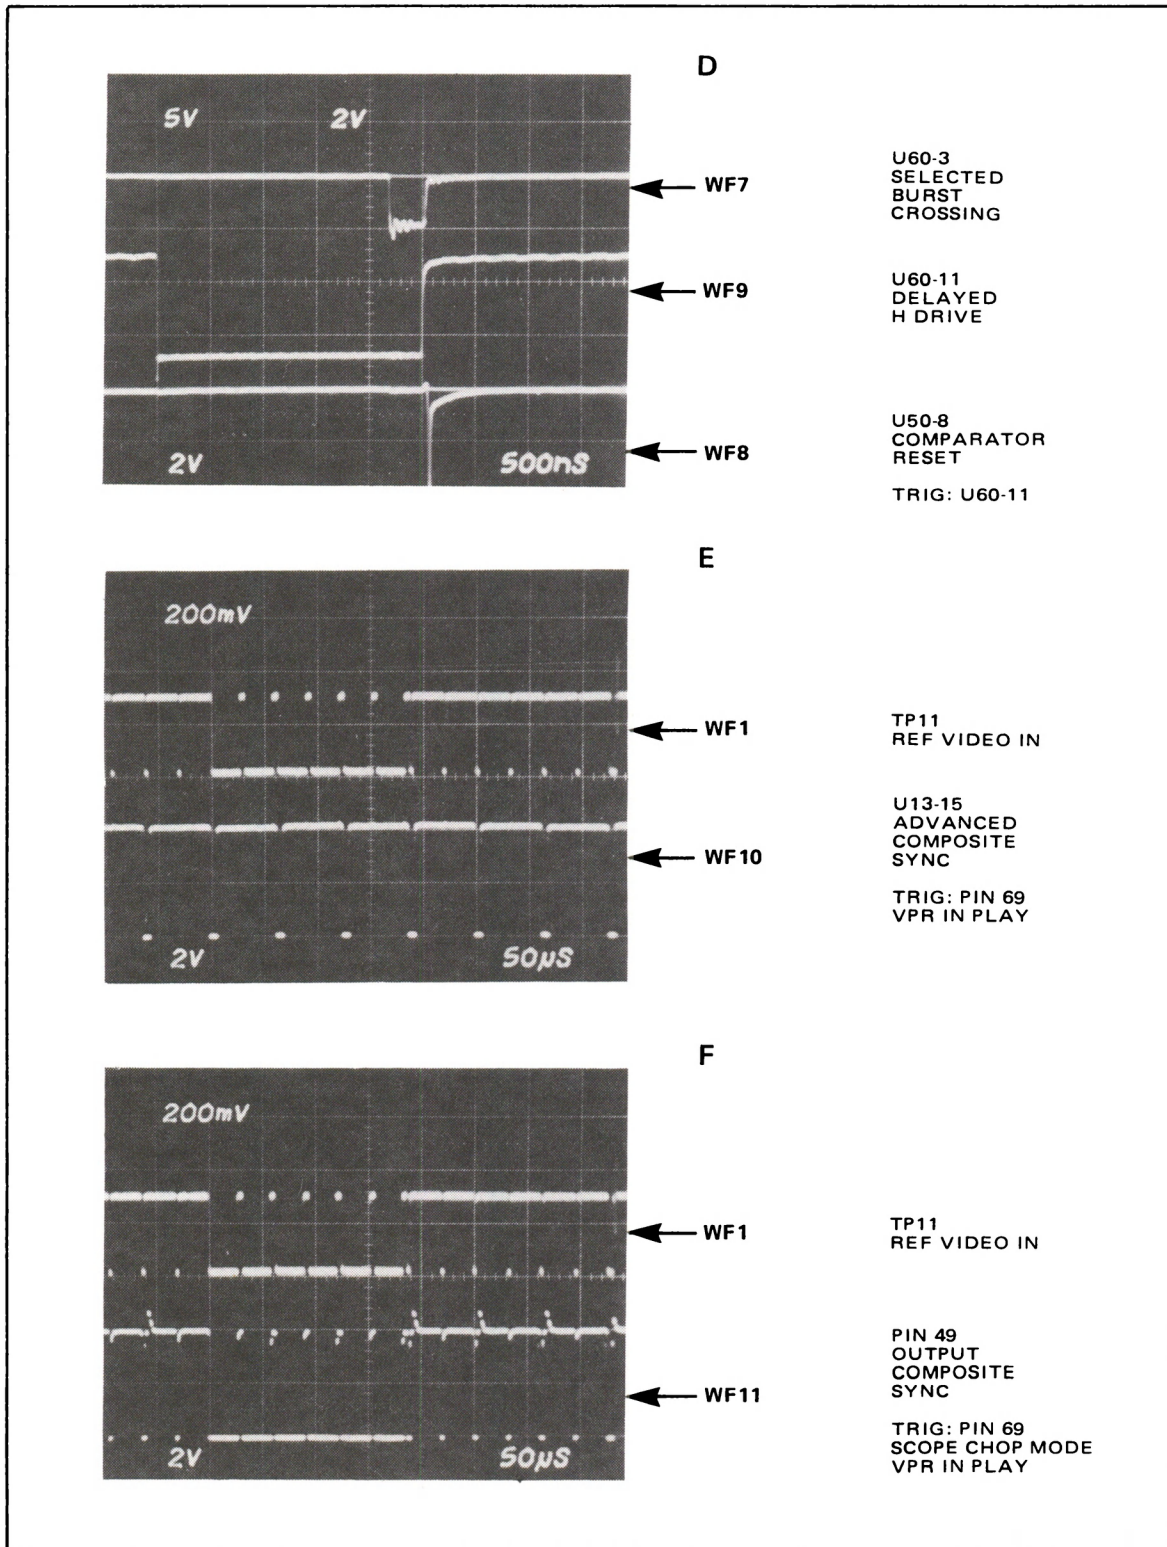 D
5V 2V
WF7
U60-3
SELECTED
BURST
CROSSING
WF9
U60-11
DELAYED
H DRIVE
WF8
U50-8
COMPARATOR
RESET
TRIG: U60-11
2V 500nS
E
200mV
WF1
TP11
REF VIDEO IN
WF10
U13-15
ADVANCED
COMPOSITE
SYNC
TRIG: PIN 69
VPR IN PLAY
2V 50µS
F
200mV
WF1
TP11
REF VIDEO IN
WF11
PIN 49
OUTPUT
COMPOSITE
SYNC
TRIG: PIN 69
SCOPE CHOP MODE
VPR IN PLAY
2V 50µS